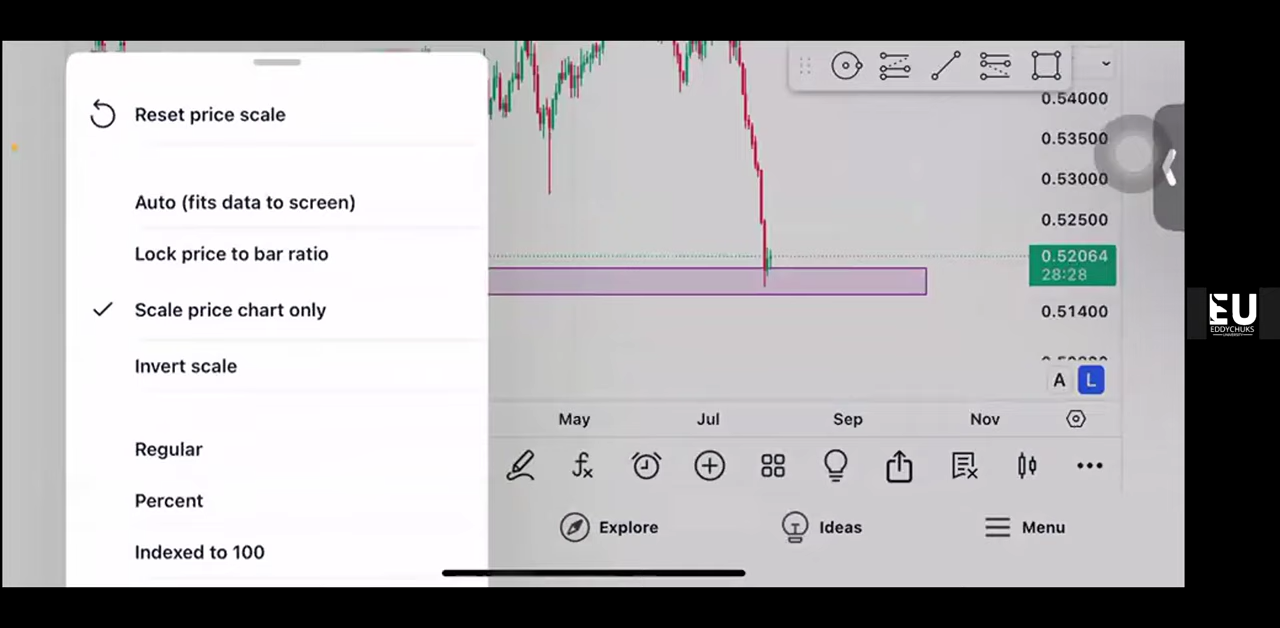 Reset price scale
Auto (fits data to screen)
Lock price to bar ratio
Scale price chart only
Invert scale
Regular
Percent
Indexed to 100
0.54000
0.53500
0.53000
0.52500
0.52064
28:28
0.51400
A L
May Jul Sep Nov
Explore Ideas Menu
EU
EDDYCHUKS
UNIVERSITY